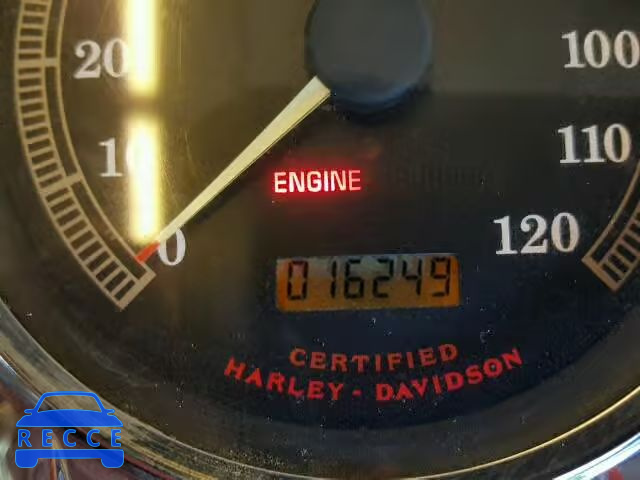 20
100
10
110
ENGINE
0
120
016249
CERTIFIED
HARLEY - DAVIDSON
RECCE